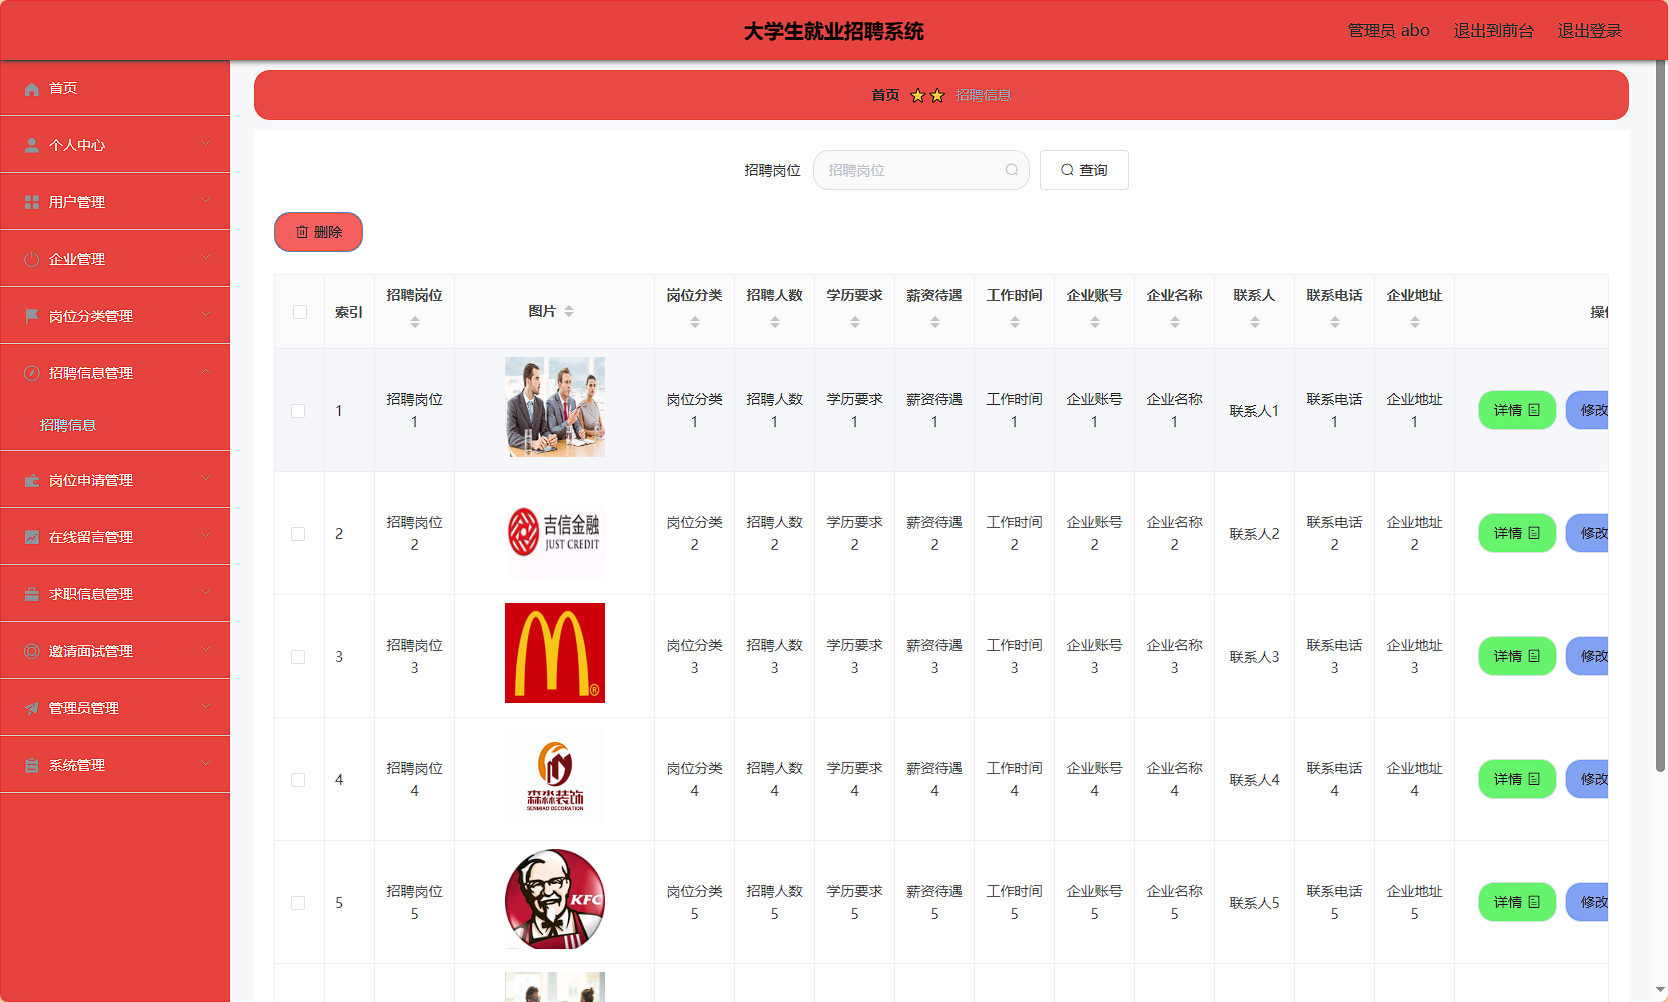 大学生就业招聘系统
管理员 abo 退出到前台 退出登录
首页
个人中心
用户管理
企业管理
岗位分类管理
招聘信息管理
招聘信息
岗位申请管理
在线留言管理
求职信息管理
邀请面试管理
管理员管理
系统管理
首页 招聘信息
招聘岗位 招聘岗位 查询
删除
索引 招聘岗位 图片 岗位分类 招聘人数 学历要求 薪资待遇 工作时间 企业账号 企业名称 联系人 联系电话 企业地址
1 招聘岗位1 岗位分类1 招聘人数1 学历要求1 薪资待遇1 工作时间1 企业账号1 企业名称1 联系人1 联系电话1 企业地址1 详情 修改
吉信金融
JUST CREDIT
2 招聘岗位2 岗位分类2 招聘人数2 学历要求2 薪资待遇2 工作时间2 企业账号2 企业名称2 联系人2 联系电话2 企业地址2 详情 修改
®
3 招聘岗位3 岗位分类3 招聘人数3 学历要求3 薪资待遇3 工作时间3 企业账号3 企业名称3 联系人3 联系电话3 企业地址3 详情 修改
森淼装饰
SENMIAO DECORATION
4 招聘岗位4 岗位分类4 招聘人数4 学历要求4 薪资待遇4 工作时间4 企业账号4 企业名称4 联系人4 联系电话4 企业地址4 详情 修改
KFC
5 招聘岗位5 岗位分类5 招聘人数5 学历要求5 薪资待遇5 工作时间5 企业账号5 企业名称5 联系人5 联系电话5 企业地址5 详情 修改